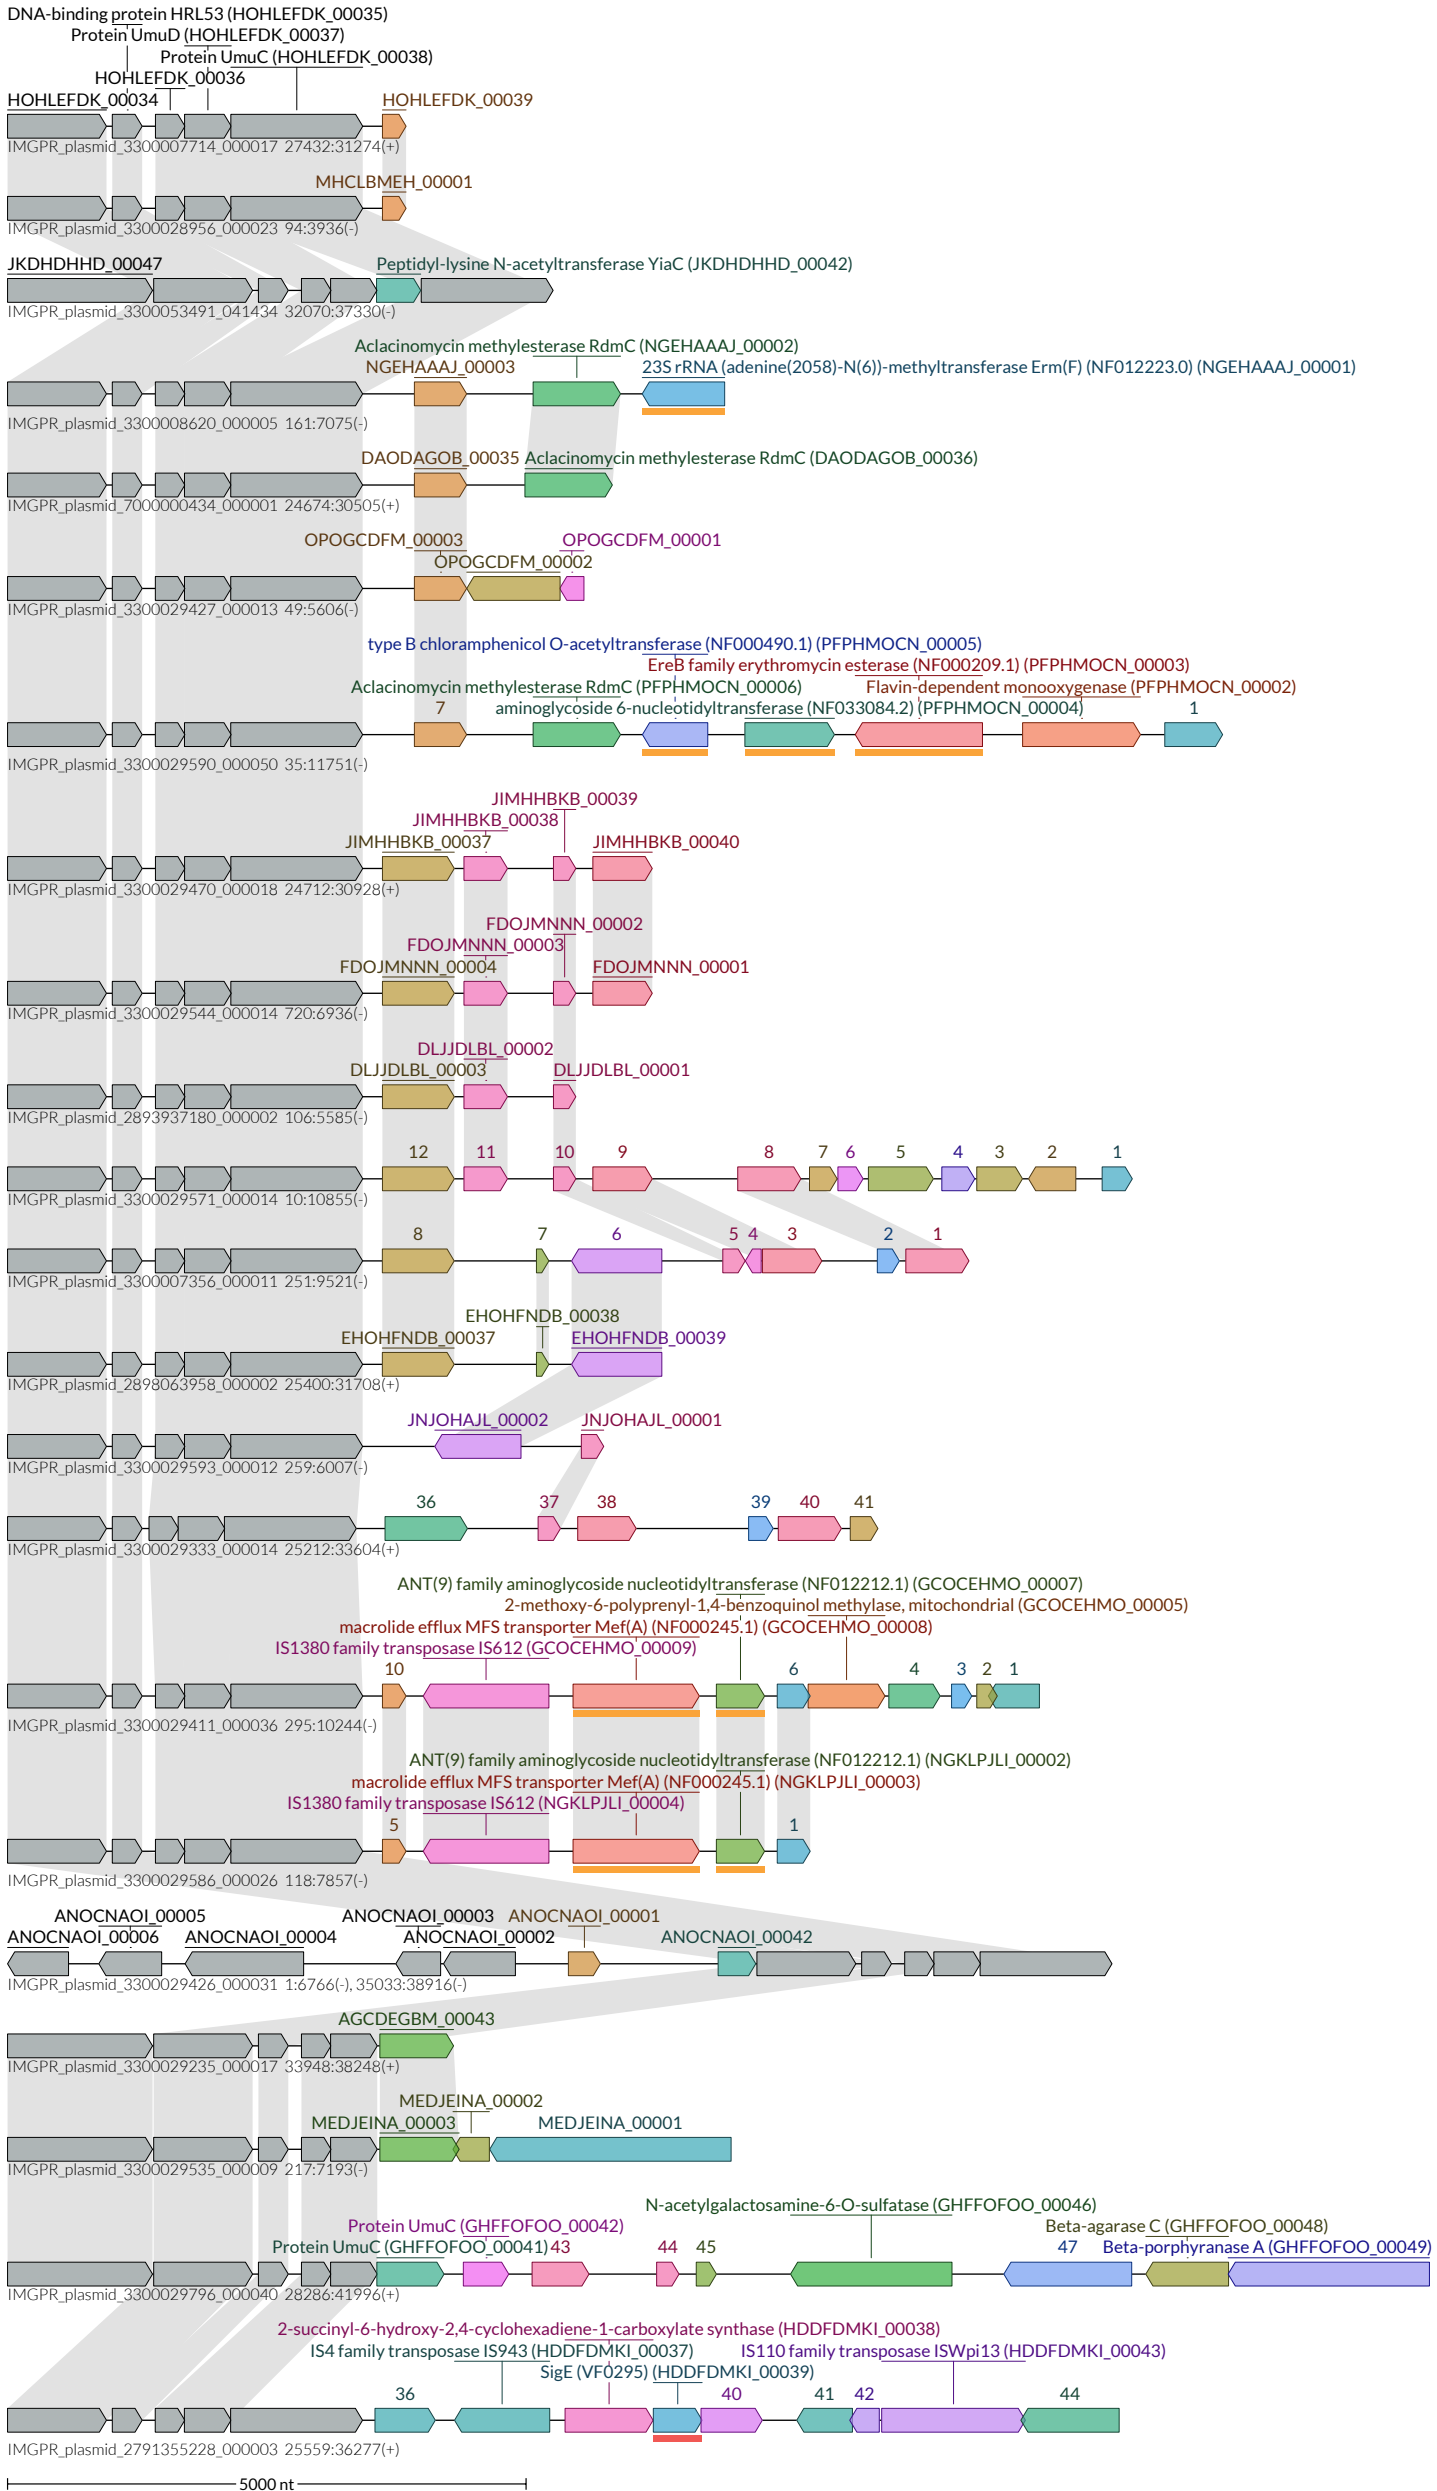 DNA-binding protein HRL53 (HOHLEFDK_00035)
Protein UmuD (HOHLEFDK_00037)
Protein UmuC (HOHLEFDK_00038)
HOHLEFDK_00036
HOHLEFDK_00034 HOHLEFDK_00039
IMGPR_plasmid_3300007714_000017 27432:31274(+)
MHCLBMEH_00001
IMGPR_plasmid_3300028956_000023 94:3936(-)
JKDHDHHD_00047 Peptidyl-lysine N-acetyltransferase YiaC (JKDHDHHD_00042)
IMGPR_plasmid_3300053491_041434 32070:37330(-)
Aclacinomycin methylesterase RdmC (NGEHAAAJ_00002)
NGEHAAAJ_00003 23S rRNA (adenine(2058)-N(6))-methyltransferase Erm(F) (NF012223.0) (NGEHAAAJ_00001)
IMGPR_plasmid_3300008620_000005 161:7075(-)
DAODAGOB_00035 Aclacinomycin methylesterase RdmC (DAODAGOB_00036)
IMGPR_plasmid_7000000434_000001 24674:30505(+)
OPOGCDFM_00003 OPOGCDFM_00001
OPOGCDFM_00002
IMGPR_plasmid_3300029427_000013 49:5606(-)
type B chloramphenicol O-acetyltransferase (NF000490.1) (PFPHMOCN_00005)
EreB family erythromycin esterase (NF000209.1) (PFPHMOCN_00003)
Aclacinomycin methylesterase RdmC (PFPHMOCN_00006) Flavin-dependent monooxygenase (PFPHMOCN_00002)
7 aminoglycoside 6-nucleotidyltransferase (NF033084.2) (PFPHMOCN_00004) 1
IMGPR_plasmid_3300029590_000050 35:11751(-)
JIMHHBKB_00039
JIMHHBKB_00038
JIMHHBKB_00037 JIMHHBKB_00040
IMGPR_plasmid_3300029470_000018 24712:30928(+)
FDOJMNNN_00002
FDOJMNNN_00003
FDOJMNNN_00004 FDOJMNNN_00001
IMGPR_plasmid_3300029544_000014 720:6936(-)
DLJJDLBL_00002
DLJJDLBL_00003 DLJJDLBL_00001
IMGPR_plasmid_2893937180_000002 106:5585(-)
12 11 10 9 8 7 6 5 4 3 2 1
IMGPR_plasmid_3300029571_000014 10:10855(-)
8 7 6 5 4 3 2 1
IMGPR_plasmid_3300007356_000011 251:9521(-)
EHOHFNDB_00038
EHOHFNDB_00037 EHOHFNDB_00039
IMGPR_plasmid_2898063958_000002 25400:31708(+)
JNJOHAJL_00002 JNJOHAJL_00001
IMGPR_plasmid_3300029593_000012 259:6007(-)
36 37 38 39 40 41
IMGPR_plasmid_3300029333_000014 25212:33604(+)
ANT(9) family aminoglycoside nucleotidyltransferase (NF012212.1) (GCOCEHMO_00007)
2-methoxy-6-polyprenyl-1,4-benzoquinol methylase, mitochondrial (GCOCEHMO_00005)
macrolide efflux MFS transporter Mef(A) (NF000245.1) (GCOCEHMO_00008)
IS1380 family transposase IS612 (GCOCEHMO_00009)
10 6 4 3 2 1
IMGPR_plasmid_3300029411_000036 295:10244(-)
ANT(9) family aminoglycoside nucleotidyltransferase (NF012212.1) (NGKLPJLI_00002)
macrolide efflux MFS transporter Mef(A) (NF000245.1) (NGKLPJLI_00003)
IS1380 family transposase IS612 (NGKLPJLI_00004)
5 1
IMGPR_plasmid_3300029586_000026 118:7857(-)
ANOCNAOI_00005 ANOCNAOI_00003 ANOCNAOI_00001
ANOCNAOI_00006 ANOCNAOI_00004 ANOCNAOI_00002 ANOCNAOI_00042
IMGPR_plasmid_3300029426_000031 1:6766(-), 35033:38916(-)
AGCDEGBM_00043
IMGPR_plasmid_3300029235_000017 33948:38248(+)
MEDJEINA_00002
MEDJEINA_00003 MEDJEINA_00001
IMGPR_plasmid_3300029535_000009 217:7193(-)
N-acetylgalactosamine-6-O-sulfatase (GHFFOFOO_00046)
Protein UmuC (GHFFOFOO_00042) Beta-agarase C (GHFFOFOO_00048)
Protein UmuC (GHFFOFOO_00041) 43 44 45 47 Beta-porphyranase A (GHFFOFOO_00049)
IMGPR_plasmid_3300029796_000040 28286:41996(+)
2-succinyl-6-hydroxy-2,4-cyclohexadiene-1-carboxylate synthase (HDDFDMKI_00038)
IS4 family transposase IS943 (HDDFDMKI_00037) IS110 family transposase ISWpi13 (HDDFDMKI_00043)
SigE (VF0295) (HDDFDMKI_00039)
36 40 41 42 44
IMGPR_plasmid_2791355228_000003 25559:36277(+)
5000 nt